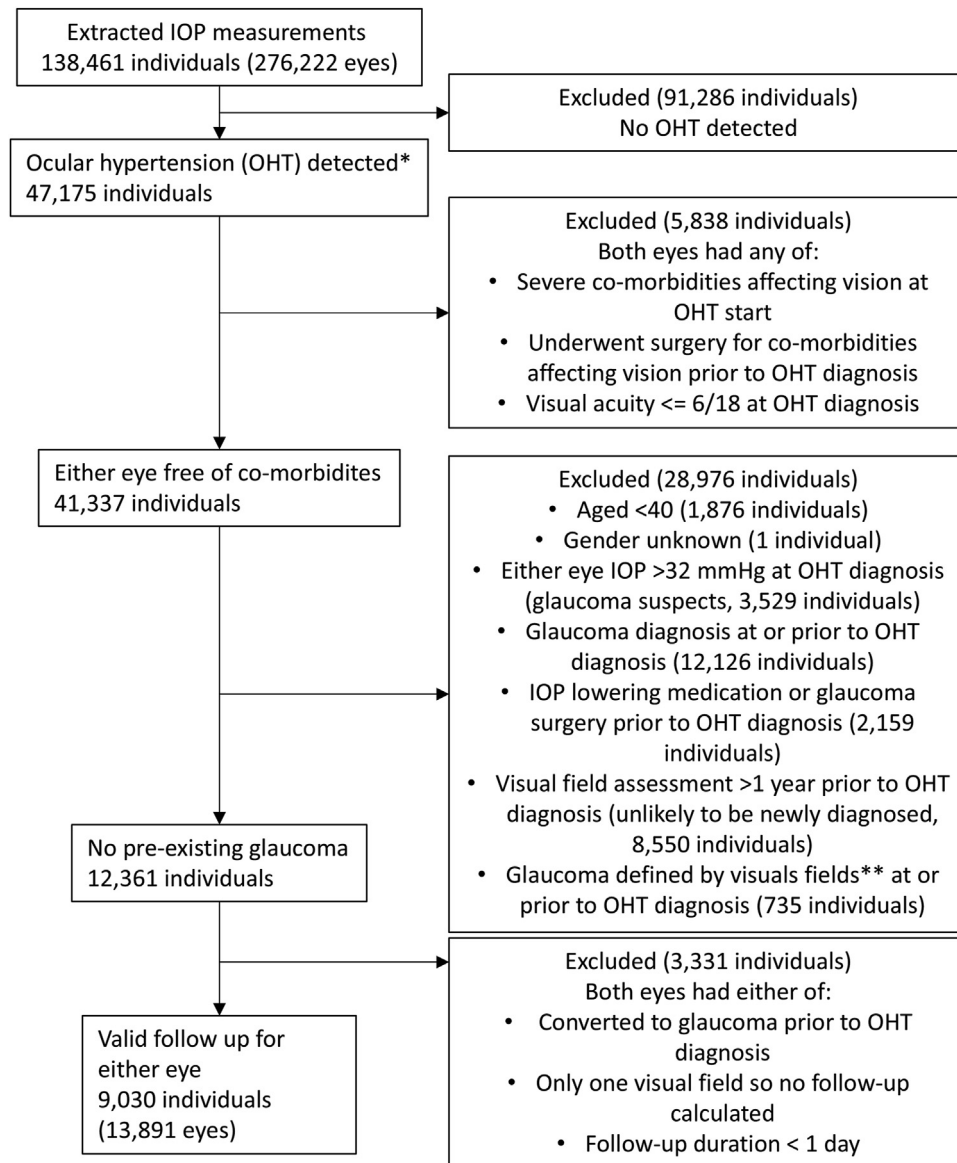 Extracted IOP measurements
138,461 individuals (276,222 eyes)
Excluded (91,286 individuals)
No OHT detected
Ocular hypertension (OHT) detected*
47,175 individuals
Excluded (5,838 individuals)
Both eyes had any of:
• Severe co-morbidities affecting vision at
OHT start
• Underwent surgery for co-morbidities
affecting vision prior to OHT diagnosis
• Visual acuity <= 6/18 at OHT diagnosis
Either eye free of co-morbidites
41,337 individuals
Excluded (28,976 individuals)
• Aged <40 (1,876 individuals)
• Gender unknown (1 individual)
• Either eye IOP >32 mmHg at OHT diagnosis
(glaucoma suspects, 3,529 individuals)
• Glaucoma diagnosis at or prior to OHT
diagnosis (12,126 individuals)
• IOP lowering medication or glaucoma
surgery prior to OHT diagnosis (2,159
individuals)
• Visual field assessment >1 year prior to OHT
diagnosis (unlikely to be newly diagnosed,
8,550 individuals)
• Glaucoma defined by visuals fields** at or
prior to OHT diagnosis (735 individuals)
No pre-existing glaucoma
12,361 individuals
Excluded (3,331 individuals)
Both eyes had either of:
• Converted to glaucoma prior to OHT
diagnosis
• Only one visual field so no follow-up
calculated
• Follow-up duration < 1 day
Valid follow up for
either eye
9,030 individuals
(13,891 eyes)